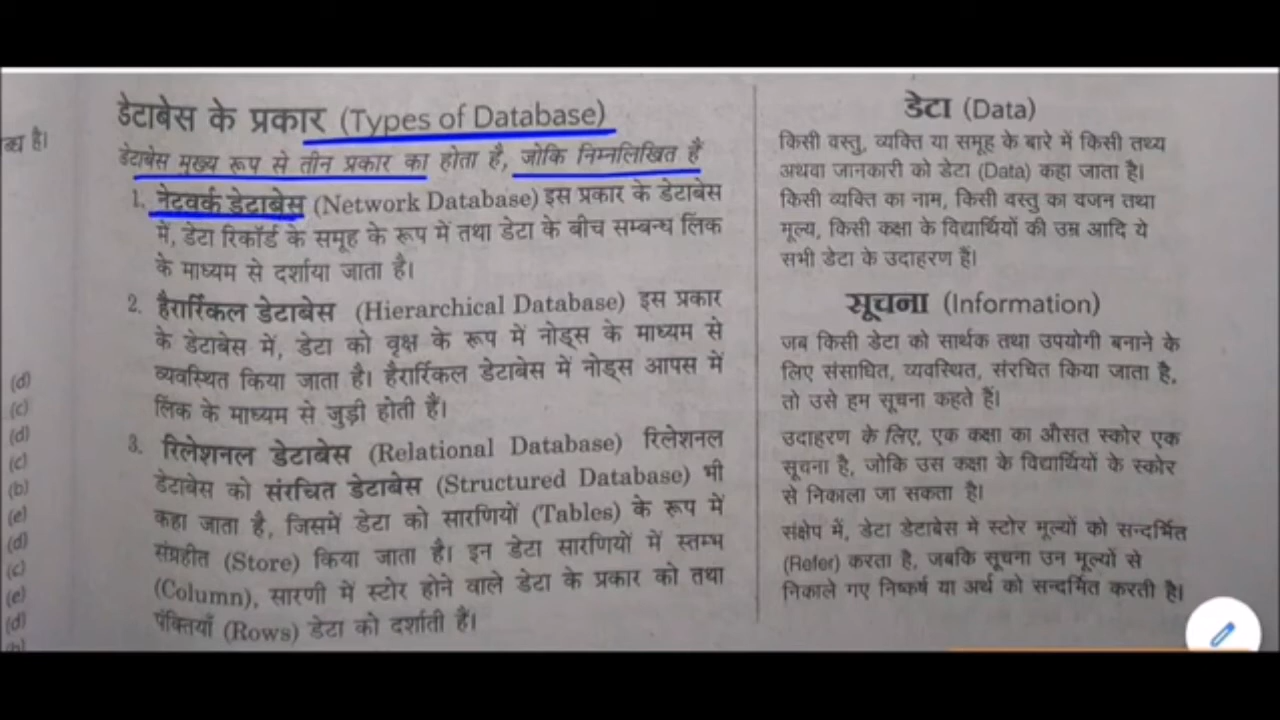 ब्ध है।
डेटाबेस के प्रकार (Types of Database)
डेटाबेस मुख्य रूप से तीन प्रकार का होता है, जोकि निम्नलिखित हैं
1. नेटवर्क डेटाबेस (Network Database) इस प्रकार के डेटाबेस
में, डेटा रिकॉर्ड के समूह के रूप में तथा डेटा के बीच सम्बन्ध लिंक
के माध्यम से दर्शाया जाता है।
2. हैरार्रिकल डेटाबेस (Hierarchical Database) इस प्रकार
के डेटाबेस में, डेटा को वृक्ष के रूप में नोड्स के माध्यम से
व्यवस्थित किया जाता है। हैरार्रिकल डेटाबेस में नोड्स आपस में
लिंक के माध्यम से जुड़ी होती हैं।
3. रिलेशनल डेटाबेस (Relational Database) रिलेशनल
डेटाबेस को संरचित डेटाबेस (Structured Database) भी
कहा जाता है, जिसमें डेटा को सारणियों (Tables) के रूप में
संग्रहीत (Store) किया जाता है। इन डेटा सारणियों में स्तम्भ
(Column), सारणी में स्टोर होने वाले डेटा के प्रकार को तथा
पंक्तियाँ (Rows) डेटा को दर्शाती हैं।
डेटा (Data)
किसी वस्तु, व्यक्ति या समूह के बारे में किसी तथ्य
अथवा जानकारी को डेटा (Data) कहा जाता है।
किसी व्यक्ति का नाम, किसी वस्तु का वजन तथा
मूल्य, किसी कक्षा के विद्यार्थियों की उम्र आदि ये
सभी डेटा के उदाहरण हैं।
सूचना (Information)
जब किसी डेटा को सार्थक तथा उपयोगी बनाने के
लिए संसाधित, व्यवस्थित, संरचित किया जाता है,
तो उसे हम सूचना कहते हैं।
उदाहरण के लिए, एक कक्षा का औसत स्कोर एक
सूचना है, जोकि उस कक्षा के विद्यार्थियों के स्कोर
से निकाला जा सकता है।
संक्षेप में, डेटा डेटाबेस मे स्टोर मूल्यों को सन्दर्मित
(Refer) करता है, जबकि सूचना उन मूल्यों से
निकाले गए निष्कर्ष या अर्थ को सन्दर्मित करती है।
(d)
(c)
(d)
(c)
(b)
(e)
(d)
(c)
(e)
(d)